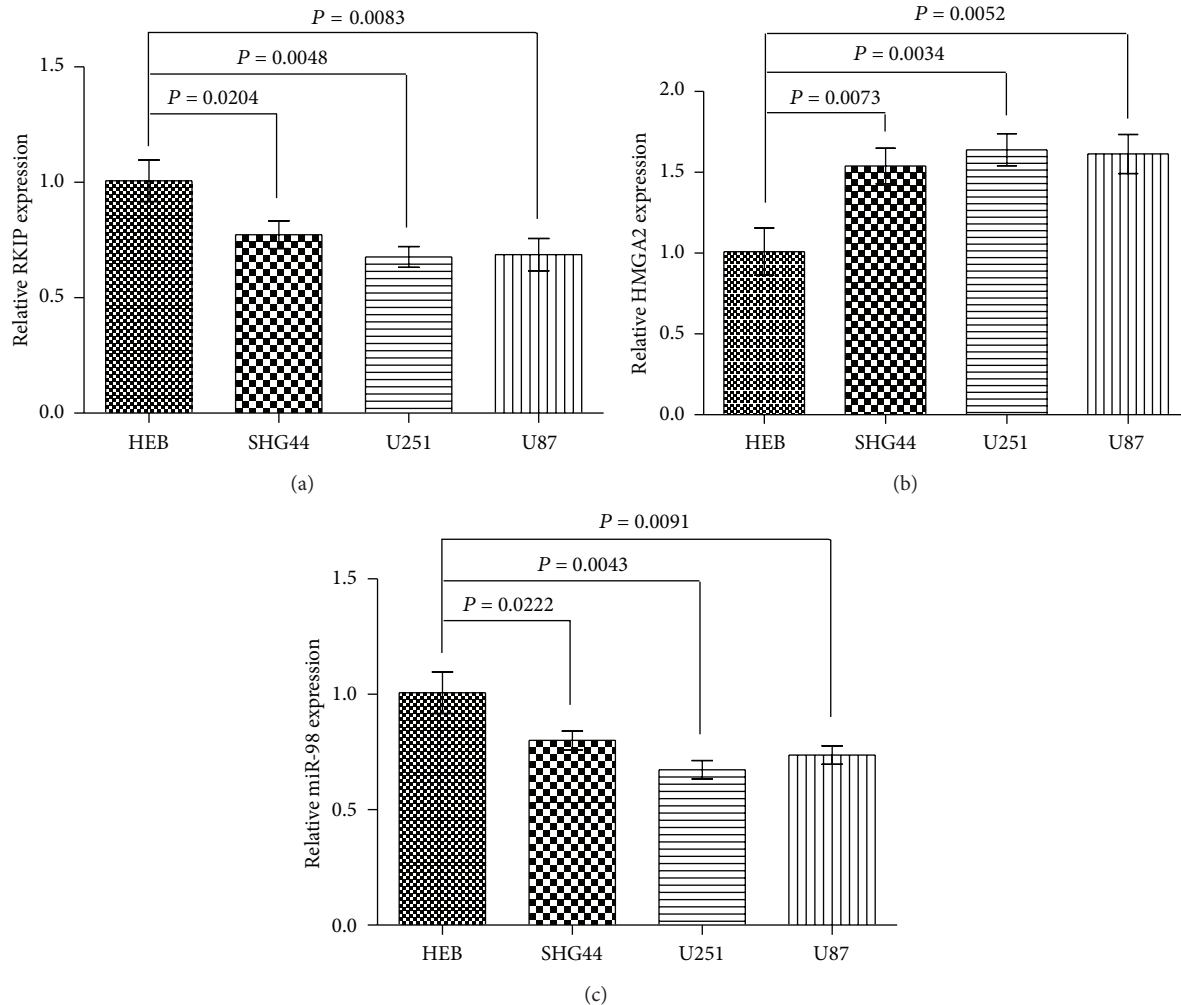 P = 0.0083
P = 0.0048
P = 0.0204
Relative RKIP expression
1.5
1.0
0.5
0.0
HEB SHG44 U251 U87
(a)
P = 0.0052
P = 0.0034
P = 0.0073
Relative HMGA2 expression
2.0
1.5
1.0
0.5
0.0
HEB SHG44 U251 U87
(b)
P = 0.0091
P = 0.0043
P = 0.0222
Relative miR-98 expression
1.5
1.0
0.5
0.0
HEB SHG44 U251 U87
(c)